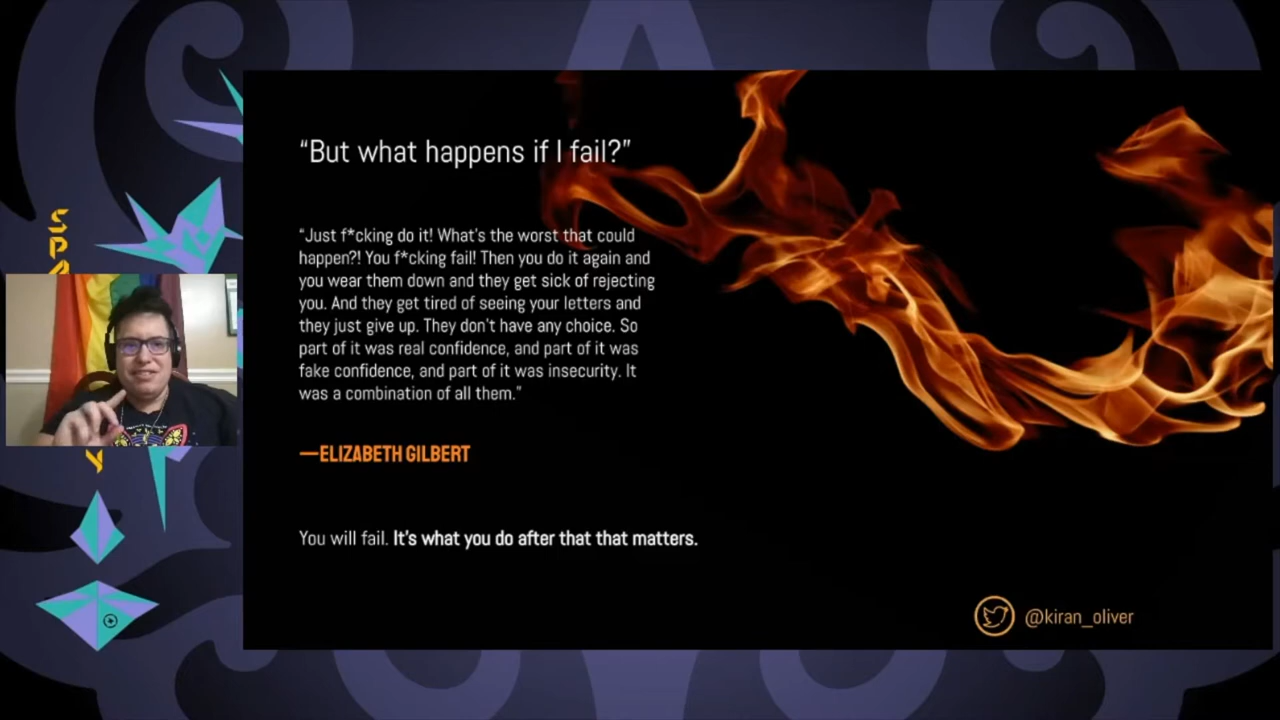 “But what happens if I fail?”
“Just f*cking do it! What's the worst that could
happen?! You f*cking fail! Then you do it again and
you wear them down and they get sick of rejecting
you. And they get tired of seeing your letters and
they just give up. They don't have any choice. So
part of it was real confidence, and part of it was
fake confidence, and part of it was insecurity. It
was a combination of all them.”
—ELIZABETH GILBERT
You will fail. It's what you do after that that matters.
@kiran_oliver